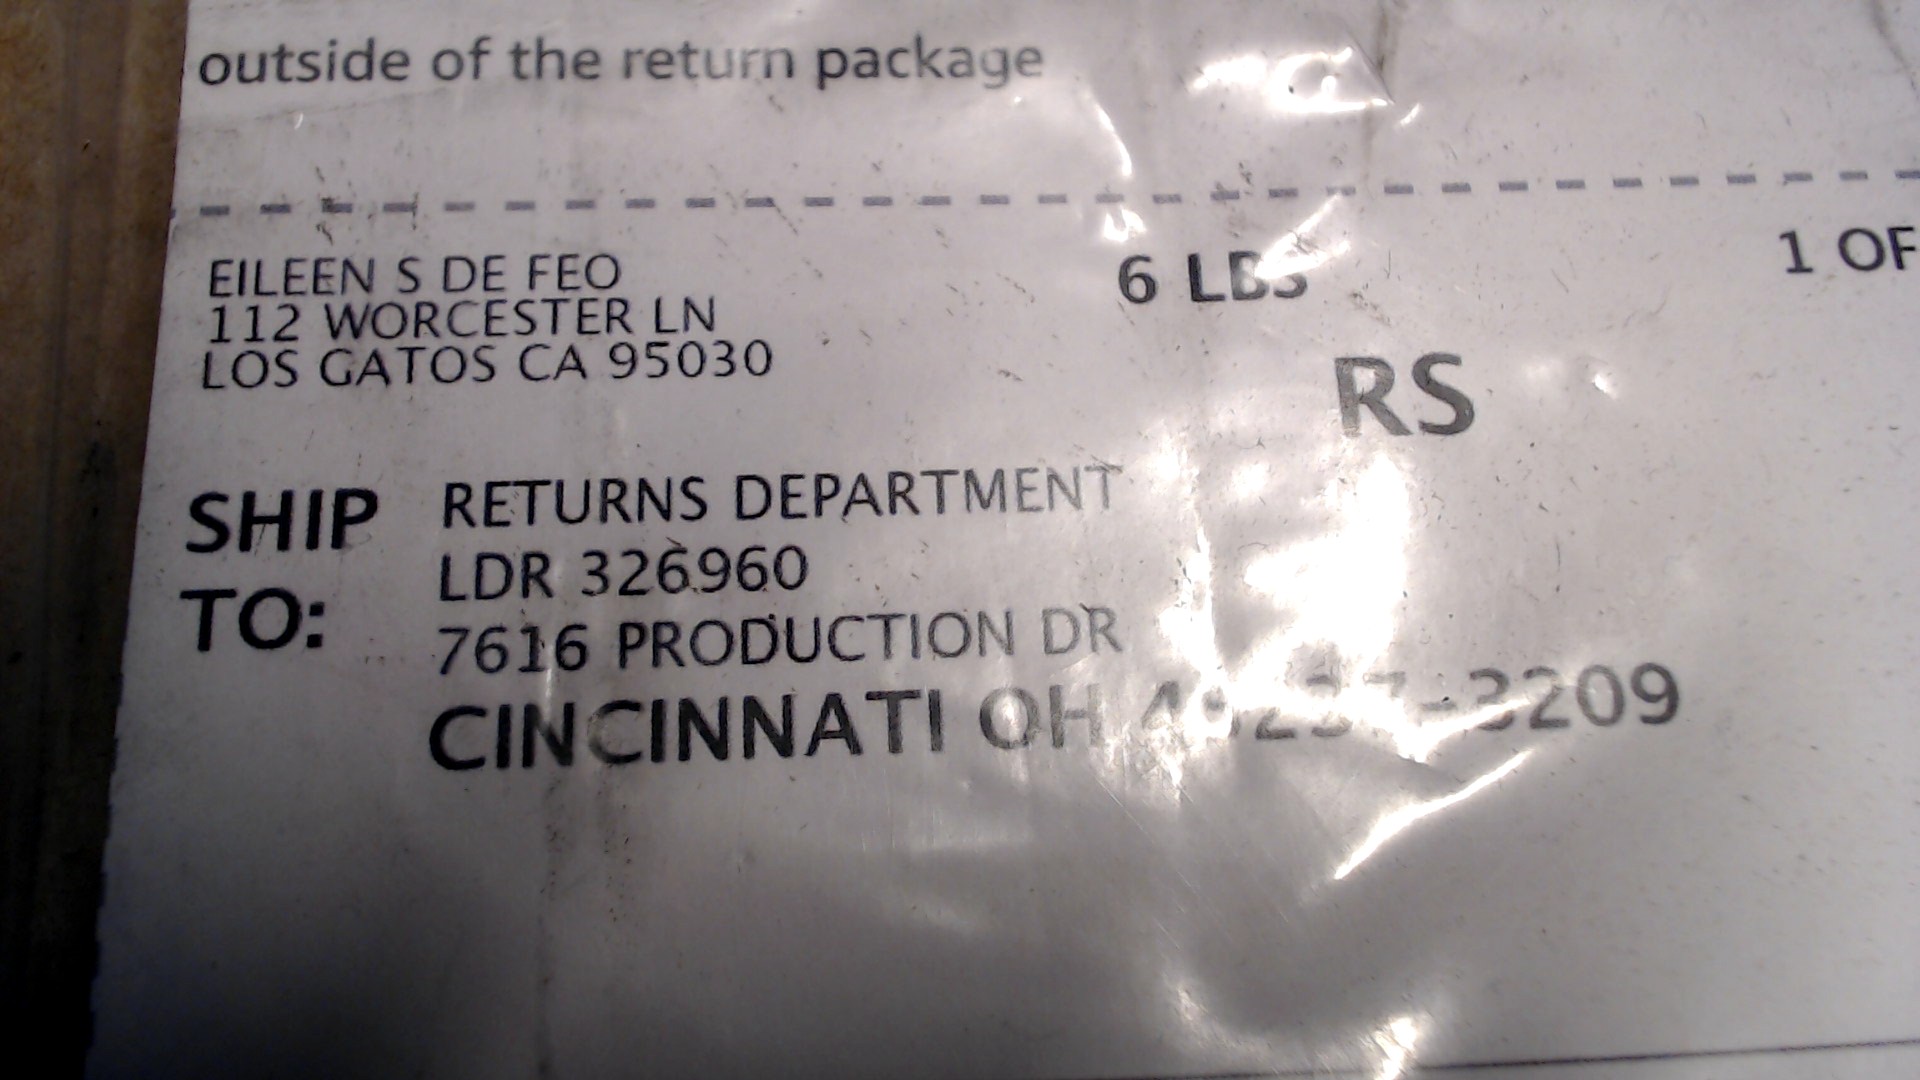 outside of the return package
EILEEN S DE FEO
112 WORCESTER LN
LOS GATOS CA 95030
6 LBS
1 OF
RS
SHIP TO:
RETURNS DEPARTMENT
LDR 326960
7616 PRODUCTION DR
CINCINNATI OH